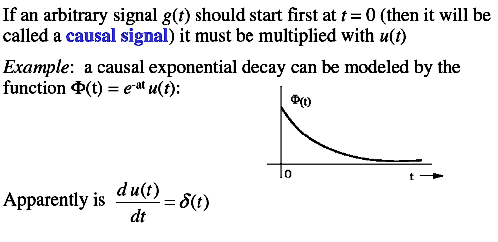 If an arbitrary signal g(t) should start first at t = 0 (then it will be
called a causal signal) it must be multiplied with u(t)
Example: a causal exponential decay can be modeled by the
function Φ(t) = e^-at u(t):
Φ(t)
0
t
Apparently is d u(t)/dt = δ(t)